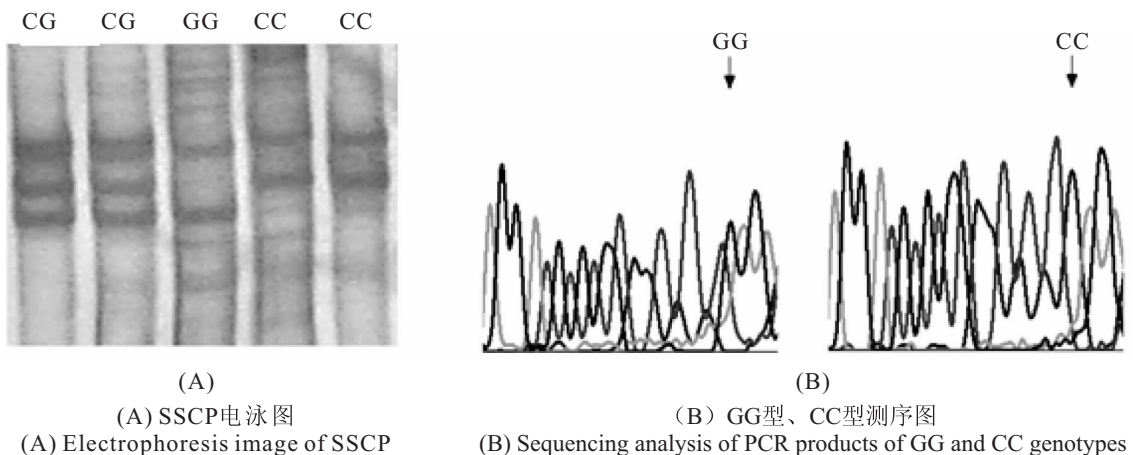 CG CG GG CC CC
GG CC
(A) (B)
(A) SSCP电泳图
(B)GG型、CC型测序图
(A) Electrophoresis image of SSCP
(B) Sequencing analysis of PCR products of GG and CC genotypes